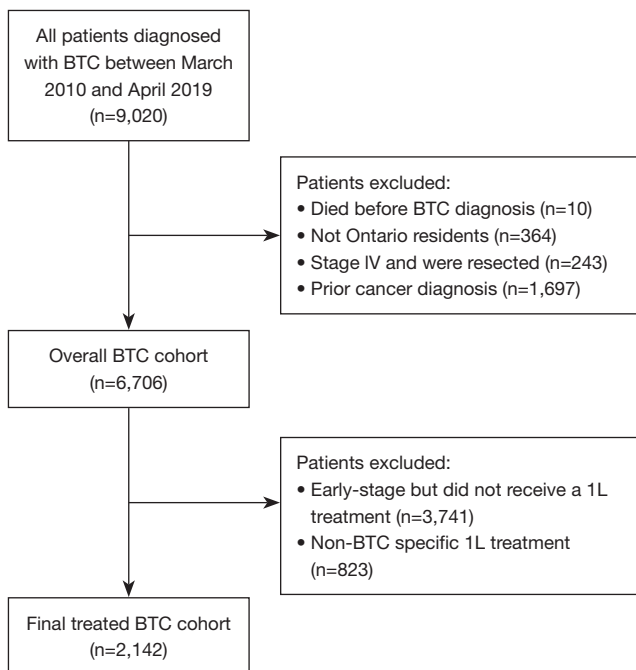 All patients diagnosed
with BTC between March
2010 and April 2019
(n=9,020)
Patients excluded:
• Died before BTC diagnosis (n=10)
• Not Ontario residents (n=364)
• Stage IV and were resected (n=243)
• Prior cancer diagnosis (n=1,697)
Overall BTC cohort
(n=6,706)
Patients excluded:
• Early-stage but did not receive a 1L
treatment (n=3,741)
• Non-BTC specific 1L treatment
(n=823)
Final treated BTC cohort
(n=2,142)